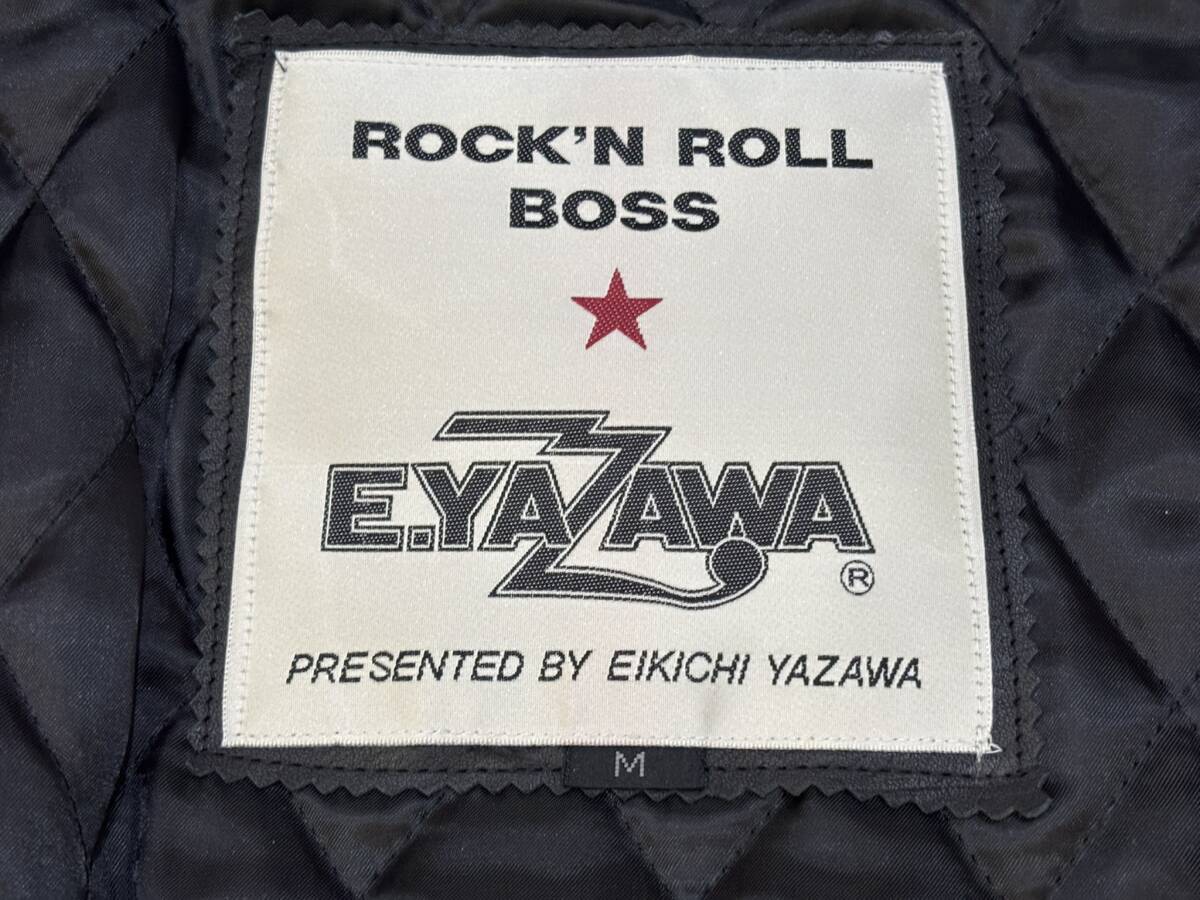 ROCK'N ROLL
BOSS
E.YAZAWA
®
PRESENTED BY EIKICHI YAZAWA
M